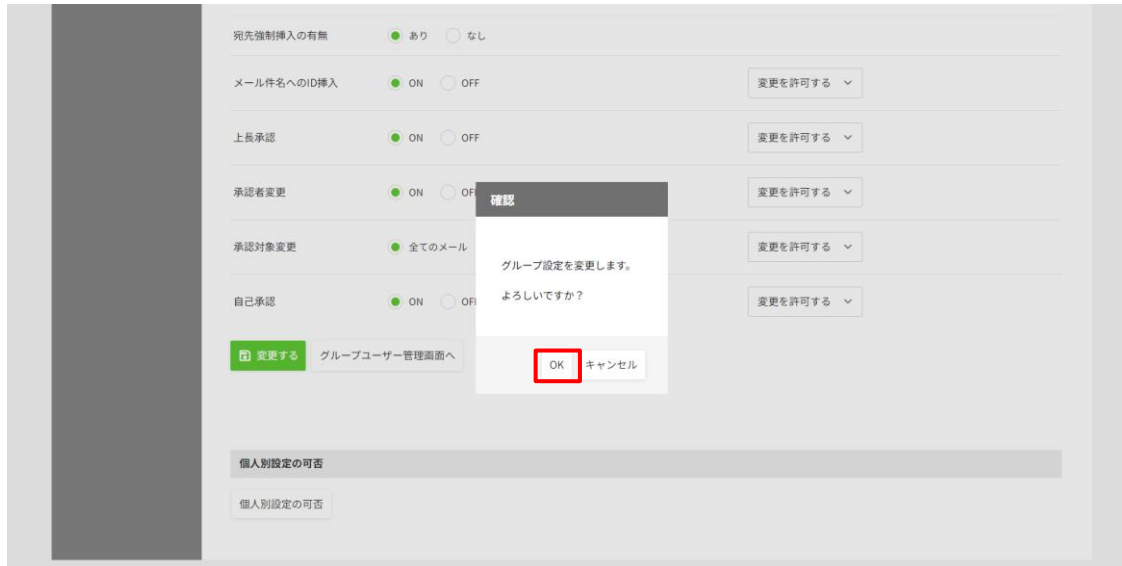 宛先強制挿入の有無 あり なし
メール件名へのID挿入 ON OFF 変更を許可する
上長承認 ON OFF 変更を許可する
承認者変更 ON 変更を許可する
確認
承認対象変更 全てのメール 変更を許可する
グループ設定を変更します。
よろしいですか？
自己承認 ON 変更を許可する
変更する グループユーザー管理画面へ
OK キャンセル
個人別設定の可否
個人別設定の可否